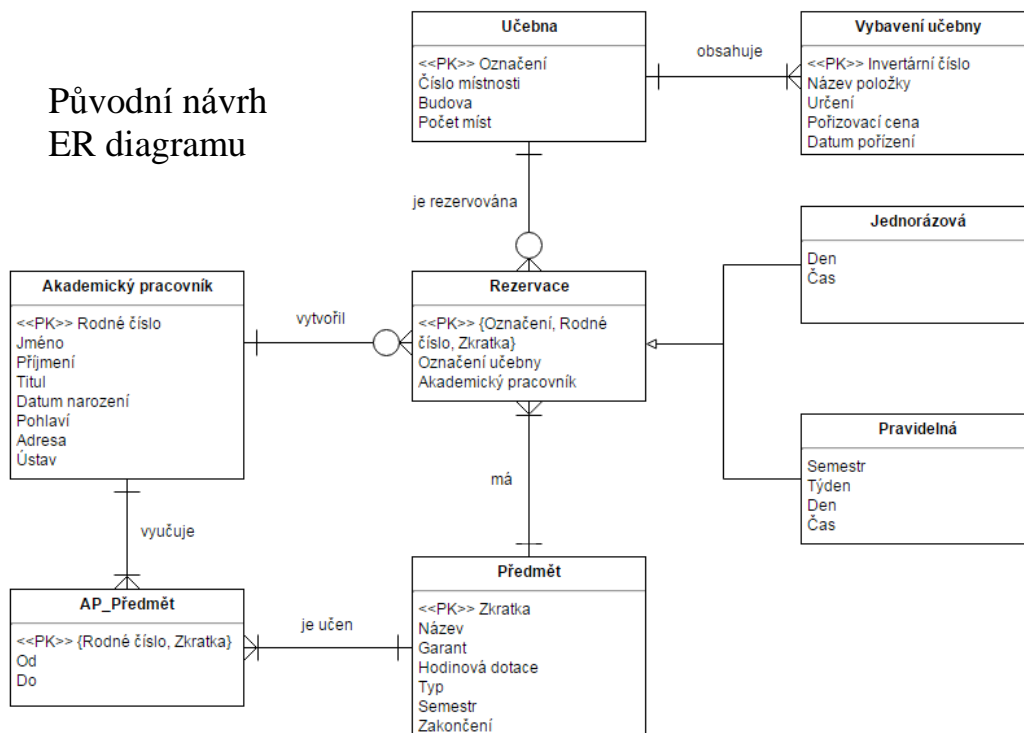 Původní návrh
ER diagramu
Učebna
<<PK>> Označení
Číslo místnosti
Budova
Počet míst
obsahuje
Vybavení učebny
<<PK>> Invertární číslo
Název položky
Určení
Pořizovací cena
Datum pořízení
je rezervována
Jednorázová
Den
Čas
Akademický pracovník
<<PK>> Rodné číslo
Jméno
Příjmení
Titul
Datum narození
Pohlaví
Adresa
Ústav
vytvořil
Rezervace
<<PK>> {Označení, Rodné
číslo, Zkratka}
Označení učebny
Akademický pracovník
Pravidelná
Semestr
Týden
Den
Čas
má
vyučuje
AP_Předmět
<<PK>> {Rodné číslo, Zkratka}
Od
Do
je učen
Předmět
<<PK>> Zkratka
Název
Garant
Hodinová dotace
Typ
Semestr
Zakončení